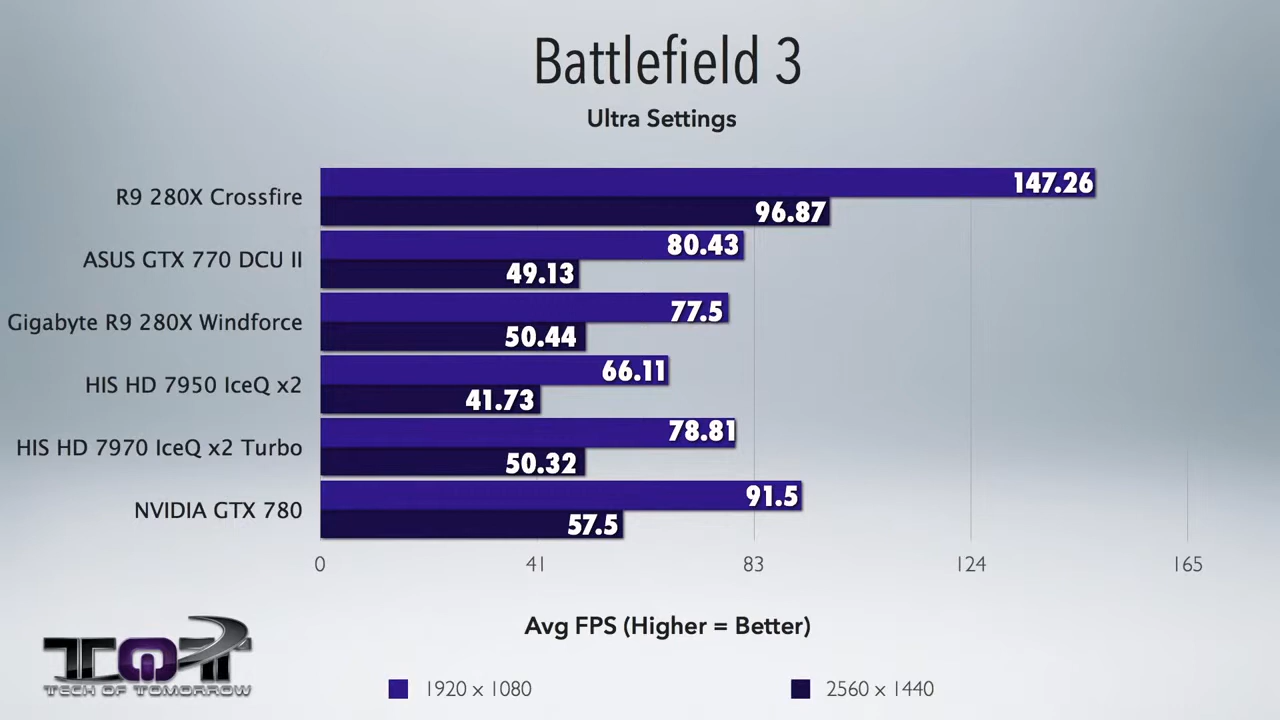 Battlefield 3
Ultra Settings
R9 280X Crossfire
147.26
96.87
ASUS GTX 770 DCU II
80.43
49.13
Gigabyte R9 280X Windforce
77.5
50.44
HIS HD 7950 IceQ x2
66.11
41.73
HIS HD 7970 IceQ x2 Turbo
78.81
50.32
NVIDIA GTX 780
91.5
57.5
0 41 83 124 165
Avg FPS (Higher = Better)
TOT
TECH OF TOMORROW
1920 x 1080 2560 x 1440